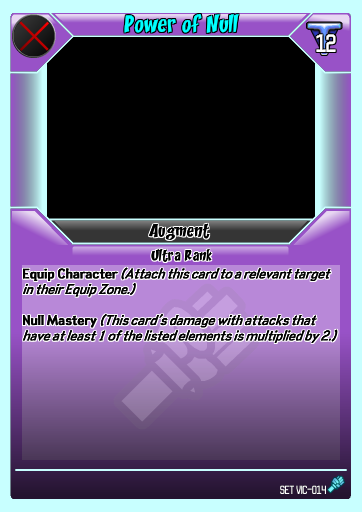 Power of Null
12
Augment
Ultra Rank
Equip Character (Attach this card to a relevant target
in their Equip Zone.)
Null Mastery (This card's damage with attacks that
have at least 1 of the listed elements is multiplied by 2.)
SET VIC-014